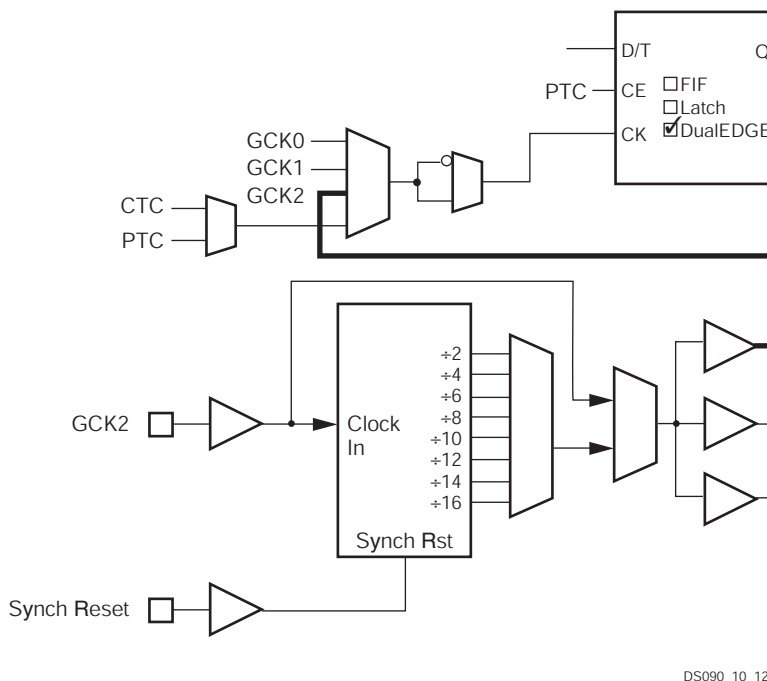 D/T
Q
PTC
CE
FIF
Latch
DualEDGE
CK
GCK0
GCK1
GCK2
CTC
PTC
÷2
÷4
÷6
÷8
÷10
÷12
÷14
÷16
GCK2
Clock
In
Synch Rst
Synch Reset
DS090_10_12